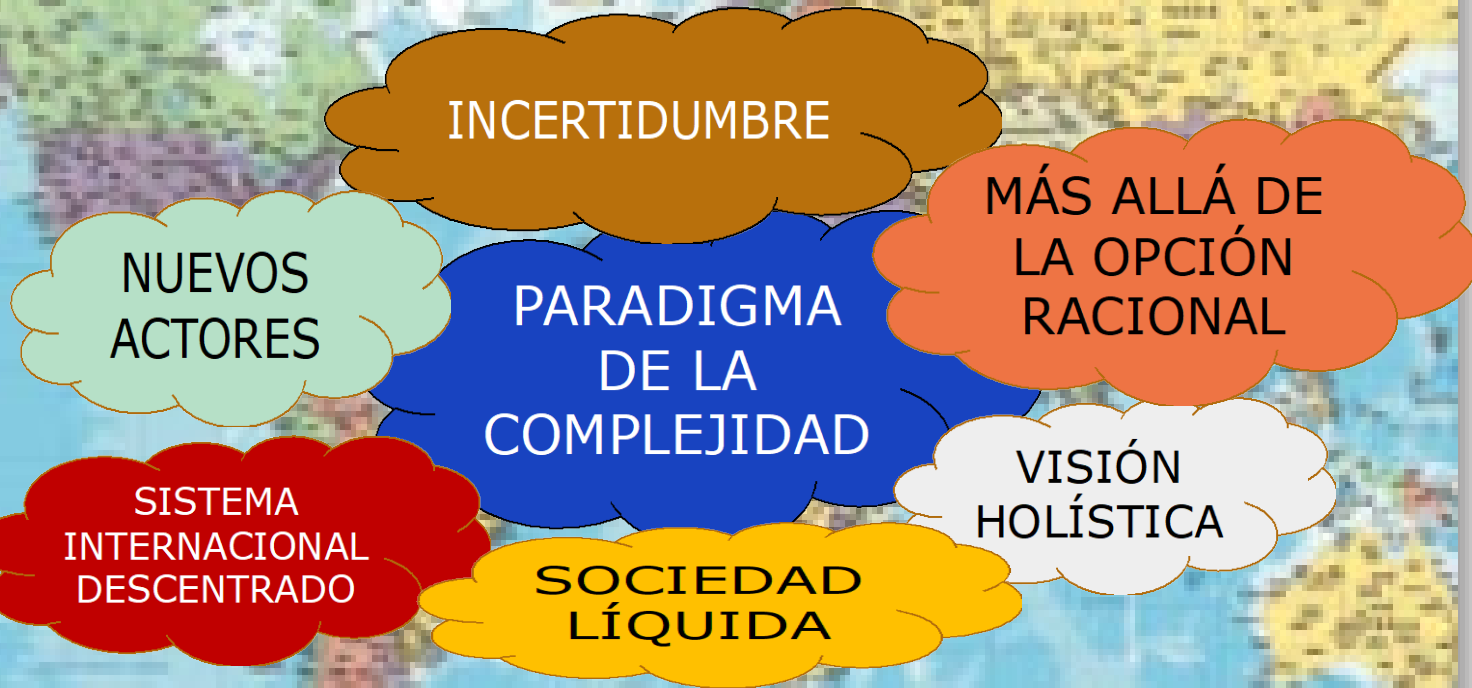 INCERTIDUMBRE
MÁS ALLÁ DE
LA OPCIÓN
RACIONAL
NUEVOS
ACTORES
PARADIGMA
DE LA
COMPLEJIDAD
VISIÓN
HOLÍSTICA
SISTEMA
INTERNACIONAL
DESCENTRADO
SOCIEDAD
LÍQUIDA